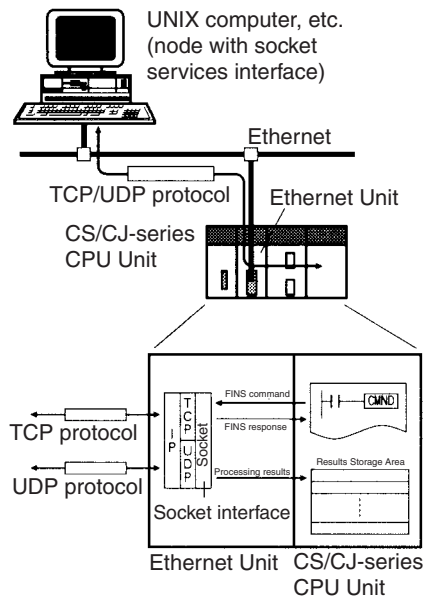 UNIX computer, etc.
(node with socket
services interface)
Ethernet
TCP/UDP protocol
Ethernet Unit
CS/CJ-series
CPU Unit
FINS command
CMND
TCP
IP
UDP
Socket
FINS response
TCP protocol
Processing results
Results Storage Area
UDP protocol
Socket interface
Ethernet Unit
CS/CJ-series
CPU Unit